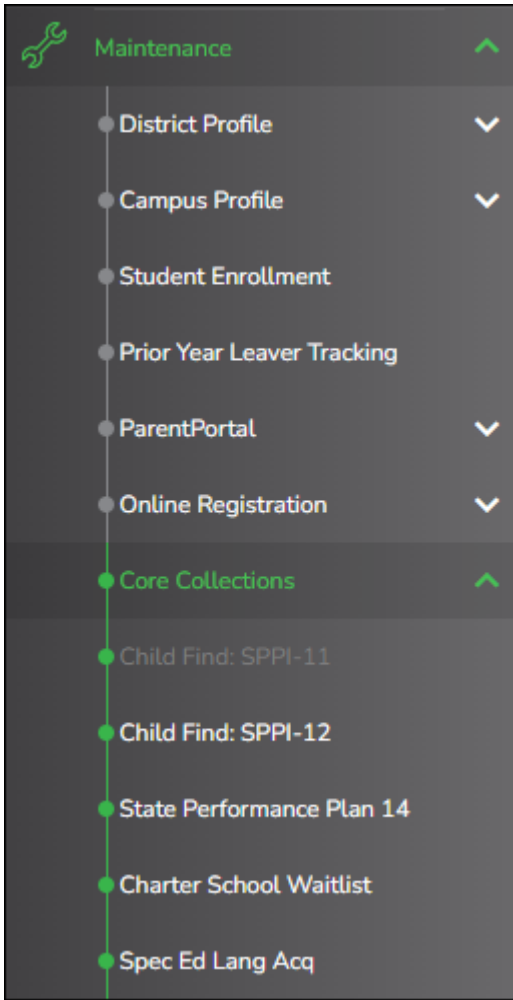 Maintenance
District Profile
Campus Profile
Student Enrollment
Prior Year Leaver Tracking
ParentPortal
Online Registration
Core Collections
Child Find: SPPI-11
Child Find: SPPI-12
State Performance Plan 14
Charter School Waitlist
Spec Ed Lang Acq